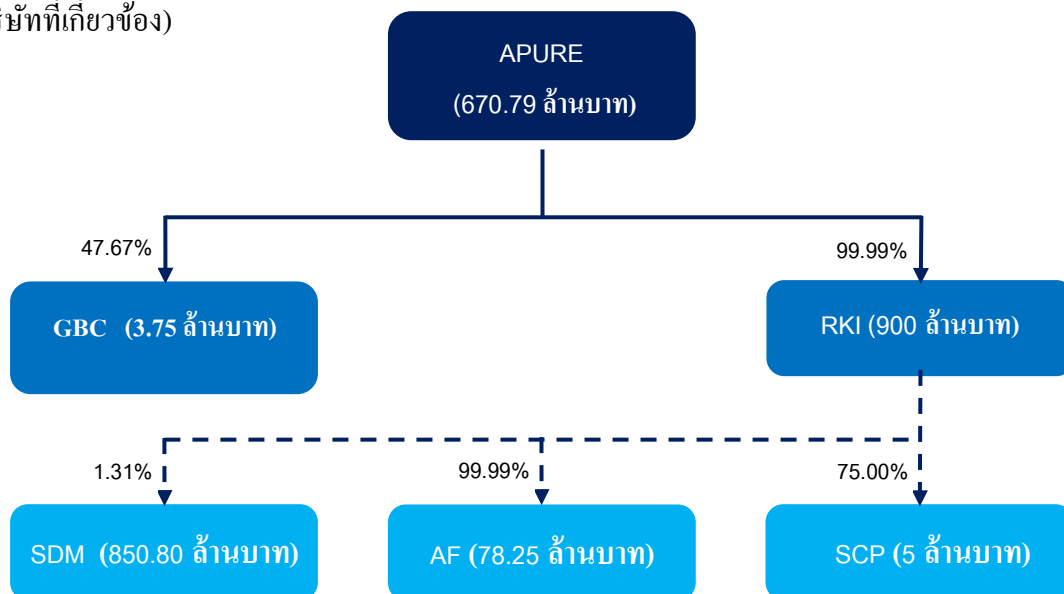 ริษัทที่เกี่ยวข้อง)
APURE
(670.79 ล้านบาท)
47.67%
99.99%
GBC (3.75 ล้านบาท)
RKI (900 ล้านบาท)
1.31%
99.99%
75.00%
SDM (850.80 ล้านบาท)
AF (78.25 ล้านบาท)
SCP (5 ล้านบาท)